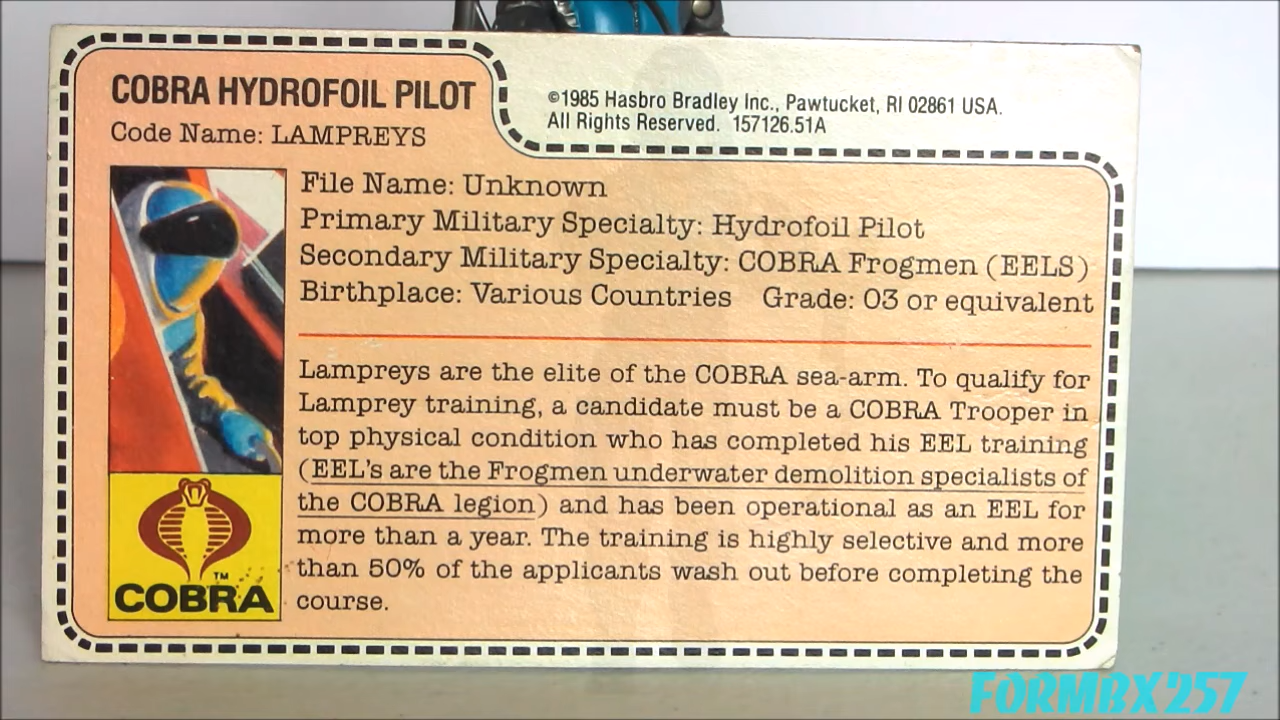 COBRA HYDROFOIL PILOT
Code Name: LAMPREYS
©1985 Hasbro Bradley Inc., Pawtucket, RI 02861 USA.
All Rights Reserved. 157126.51A
File Name: Unknown
Primary Military Specialty: Hydrofoil Pilot
Secondary Military Specialty: COBRA Frogmen (EELS)
Birthplace: Various Countries Grade: O3 or equivalent
Lampreys are the elite of the COBRA sea-arm. To qualify for
Lamprey training, a candidate must be a COBRA Trooper in
top physical condition who has completed his EEL training
(EEL's are the Frogmen underwater demolition specialists of
the COBRA legion) and has been operational as an EEL for
more than a year. The training is highly selective and more
than 50% of the applicants wash out before completing the
course.
COBRA™
FORMBX257